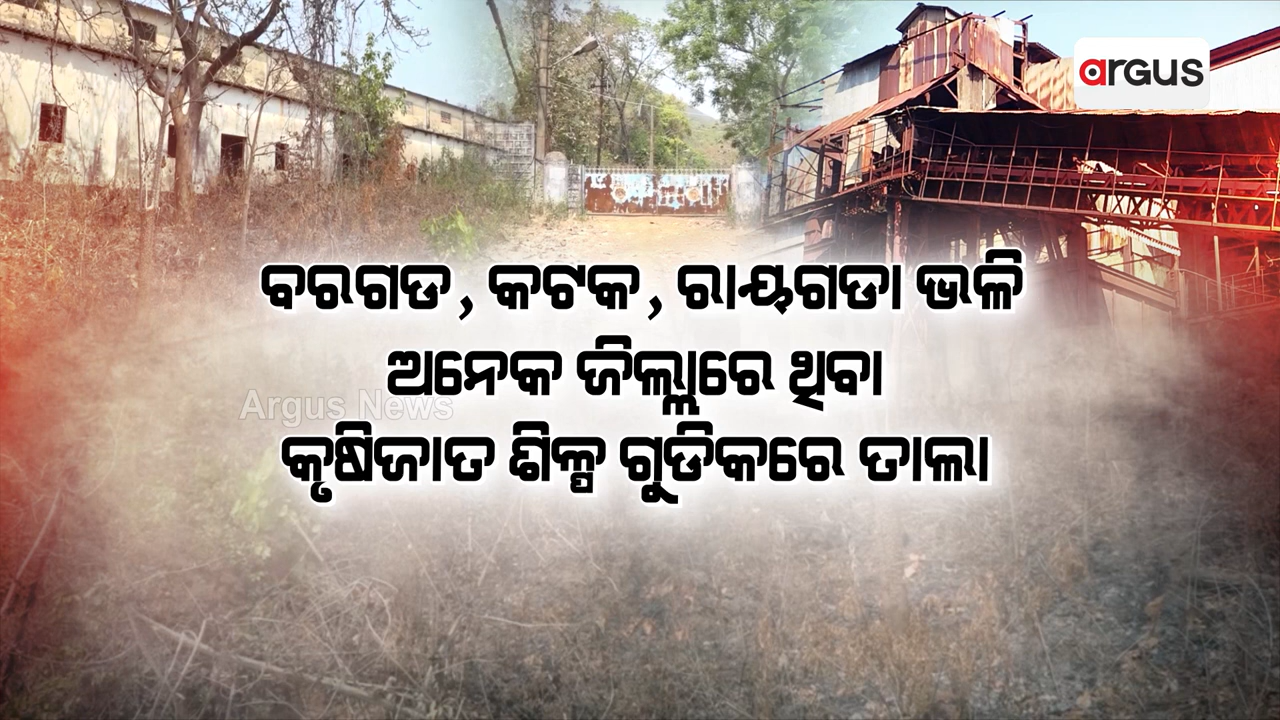 argus
ବରଗଡ, କଟକ, ରାୟଗଡା ଭଳି
ଅନେକ ଜିଲ୍ଲାରେ ଥିବା
Argus News
କୃଷିଜାତ ଶିଳ୍ପ ଗୁଡିକରେ ତାଲା